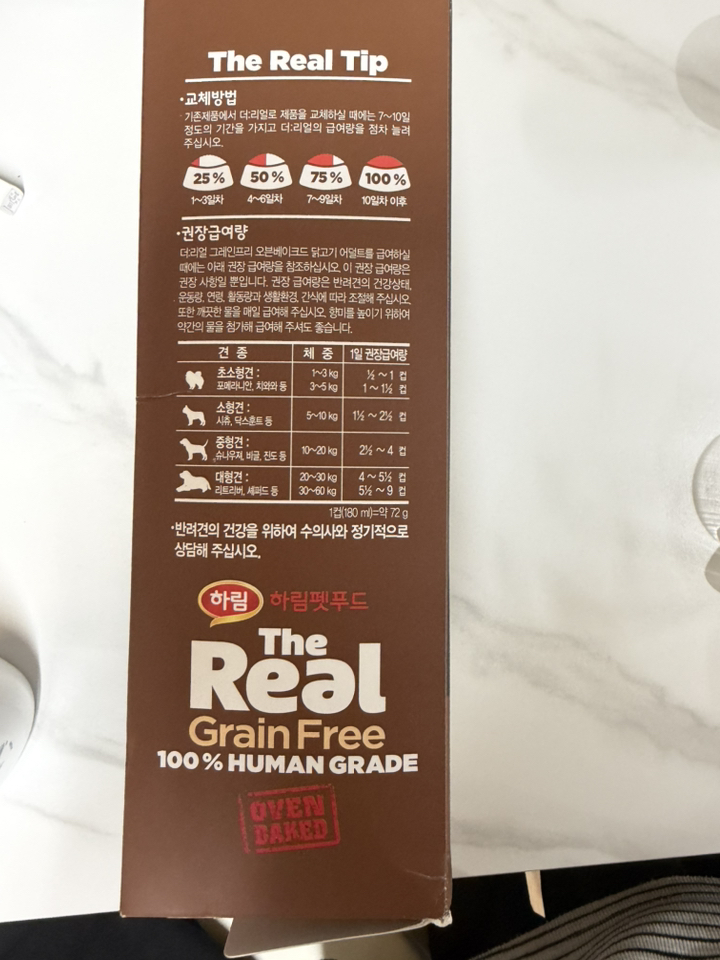 The Real Tip
·교체방법
기존제품에서 더:리얼로 제품을 교체하실 때에는 7~10일
정도의 기간을 가지고 더:리얼의 급여량을 점차 늘려
주십시오.
25 % 50 % 75 % 100 %
1~3일차 4~6일차 7~9일차 10일차 이후
·권장급여량
더:리얼 그레인프리 오븐베이크드 닭고기 어덜트를 급여하실
때에는 아래 권장 급여량을 참조하십시오. 이 권장 급여량은
권장 사항일 뿐입니다. 권장 급여량은 반려견의 건강상태,
운동량, 연령, 활동량과 생활환경, 간식에 따라 조절해 주십시오.
또한 깨끗한 물을 매일 급여해 주십시오. 향미를 높이기 위하여
약간의 물을 첨가해 급여해 주셔도 좋습니다.
견 종 체 중 1일 권장급여량
초소형견 : 1~3 kg ½ ~ 1 컵
포메라니안, 치와와 등 3~5 kg 1 ~ 1½ 컵
소형견 :
시츄, 닥스훈트 등 5~10 kg 1½ ~ 2½ 컵
중형견 :
슈나우져, 비글, 진도 등 10~20 kg 2½ ~ 4 컵
대형견 : 20~30 kg 4 ~ 5½ 컵
리트리버, 셰퍼드 등 30~60 kg 5½ ~ 9 컵
1컵(180 ml)=약 72 g
·반려견의 건강을 위하여 수의사와 정기적으로
상담해 주십시오.
하림 하림펫푸드
The
Real
Grain Free
100 % HUMAN GRADE
OVEN
BAKED